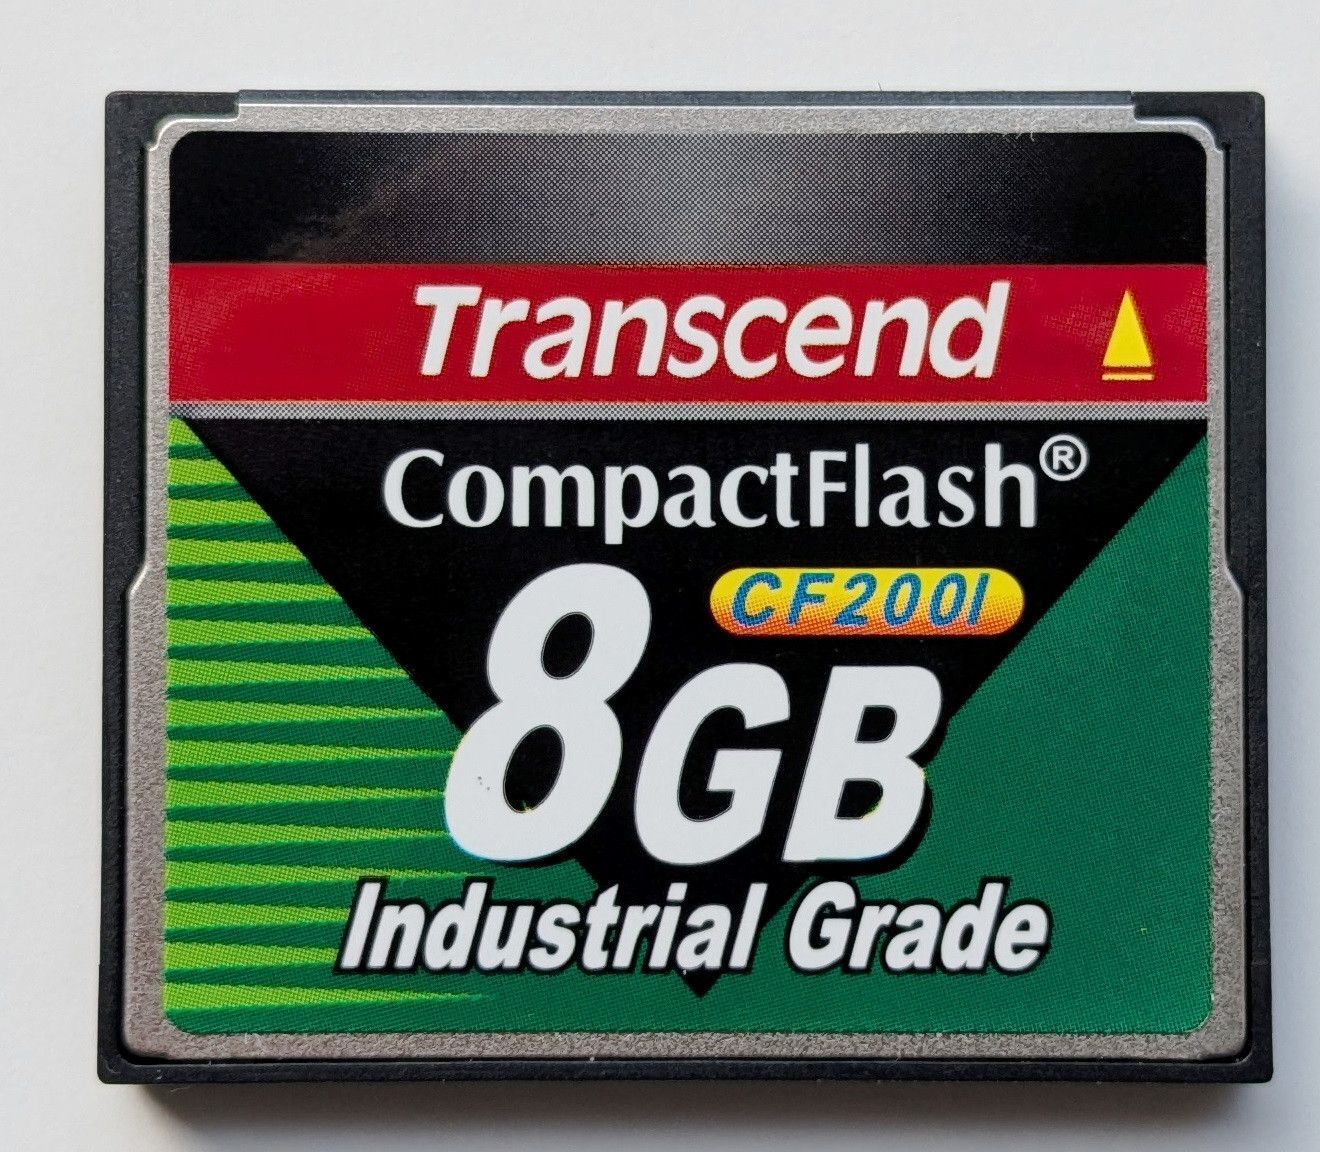 Transcend
CompactFlash®
CF200I
8GB
Industrial Grade